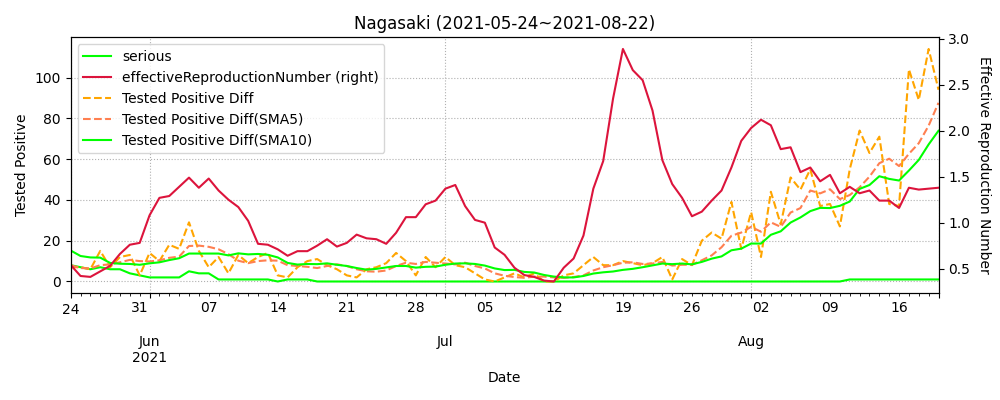 Nagasaki (2021-05-24~2021-08-22)
serious
effectiveReproductionNumber (right)
Tested Positive Diff
Tested Positive Diff(SMA5)
Tested Positive Diff(SMA10)
Tested Positive
100
80
60
40
20
0
3.0
2.5
2.0
1.5
1.0
0.5
Effective Reproduction Number
24 31 07 14 21 28 05 12 19 26 02 09 16
Jun Jul Aug
2021
Date